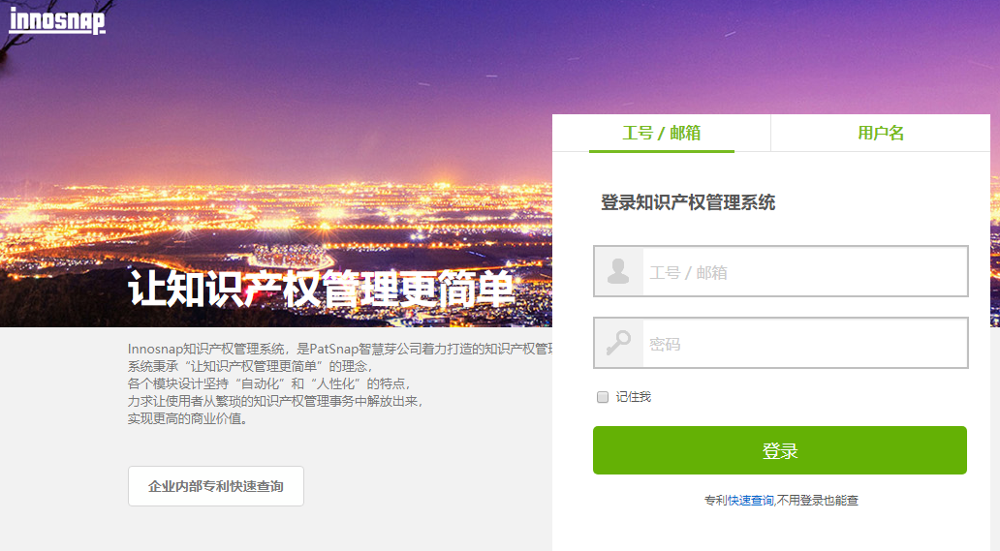 innosnap
工号 / 邮箱
用户名
登录知识产权管理系统
工号 / 邮箱
密码
记住我
登录
专利快速查询,不用登录也能查
让知识产权管理更简单
Innosnap知识产权管理系统，是PatSnap智慧芽公司着力打造的知识产权管理
系统秉承“让知识产权管理更简单”的理念，
各个模块设计坚持“自动化”和“人性化”的特点，
力求让使用者从繁琐的知识产权管理事务中解放出来，
实现更高的商业价值。
企业内部专利快速查询